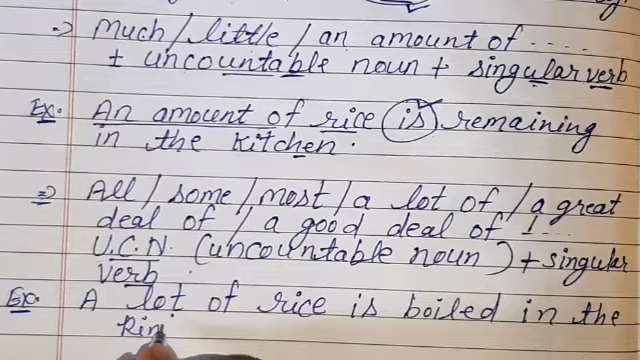 -> Much/little/an amount of ....
± uncountable noun + singular verb
Ex. An amount of rice is remaining
in the kitchen.
=> All/some/most/a lot of/a great
deal of/a good deal of !...
U.C.N. (uncountable noun) + singular
verb
Ex. A lot of rice is boiled in the